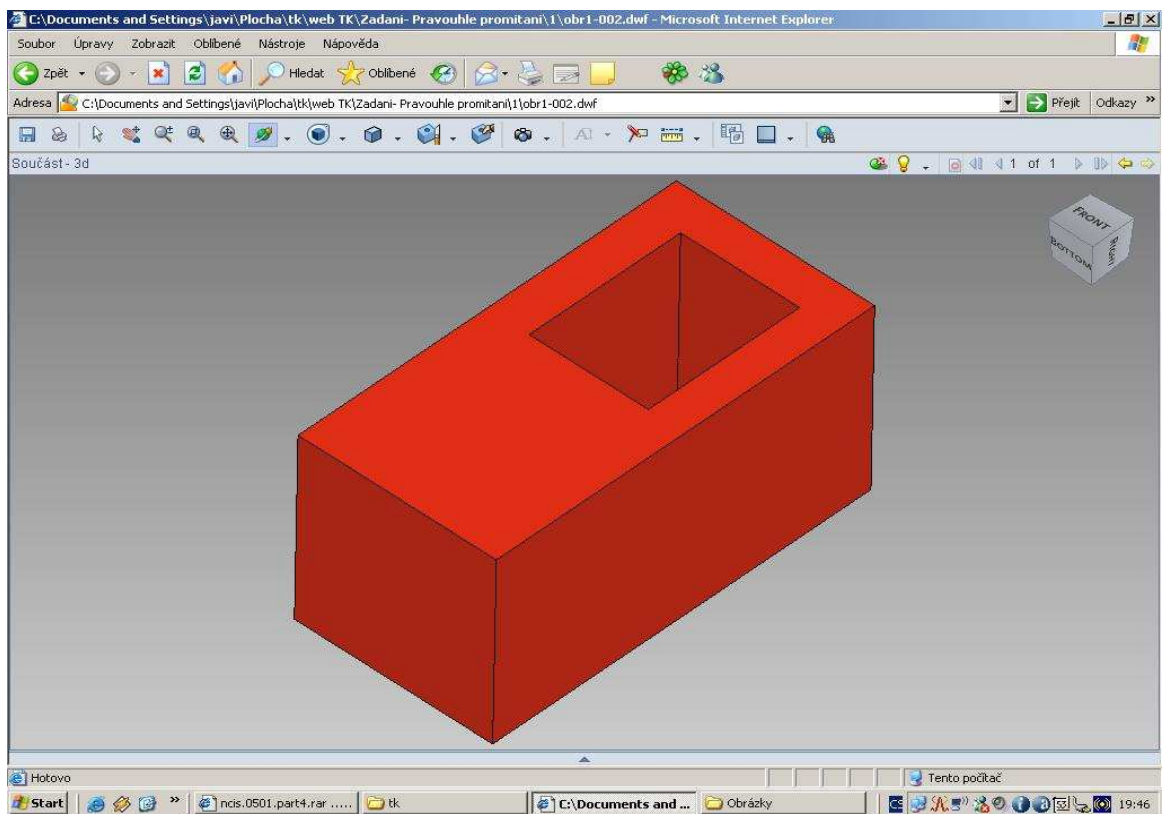 C:\Documents and Settings\javi\Plocha\tk\web TK\Zadani- Pravouhle promitani\1\obr1-002.dwf - Microsoft Internet Explorer
Soubor Úpravy Zobrazit Oblíbené Nástroje Nápověda
Zpět Hledat Oblíbené
Adresa C:\Documents and Settings\javi\Plocha\tk\web TK\Zadani- Pravouhle promitani\1\obr1-002.dwf Přejít Odkazy »
Součást - 3d 1 of 1
FRONT
BOTTOM RIGHT
Hotovo Tento počítač
Start » ncis.0501.part4.rar ..... tk C:\Documents and ... Obrázky CS 19:46